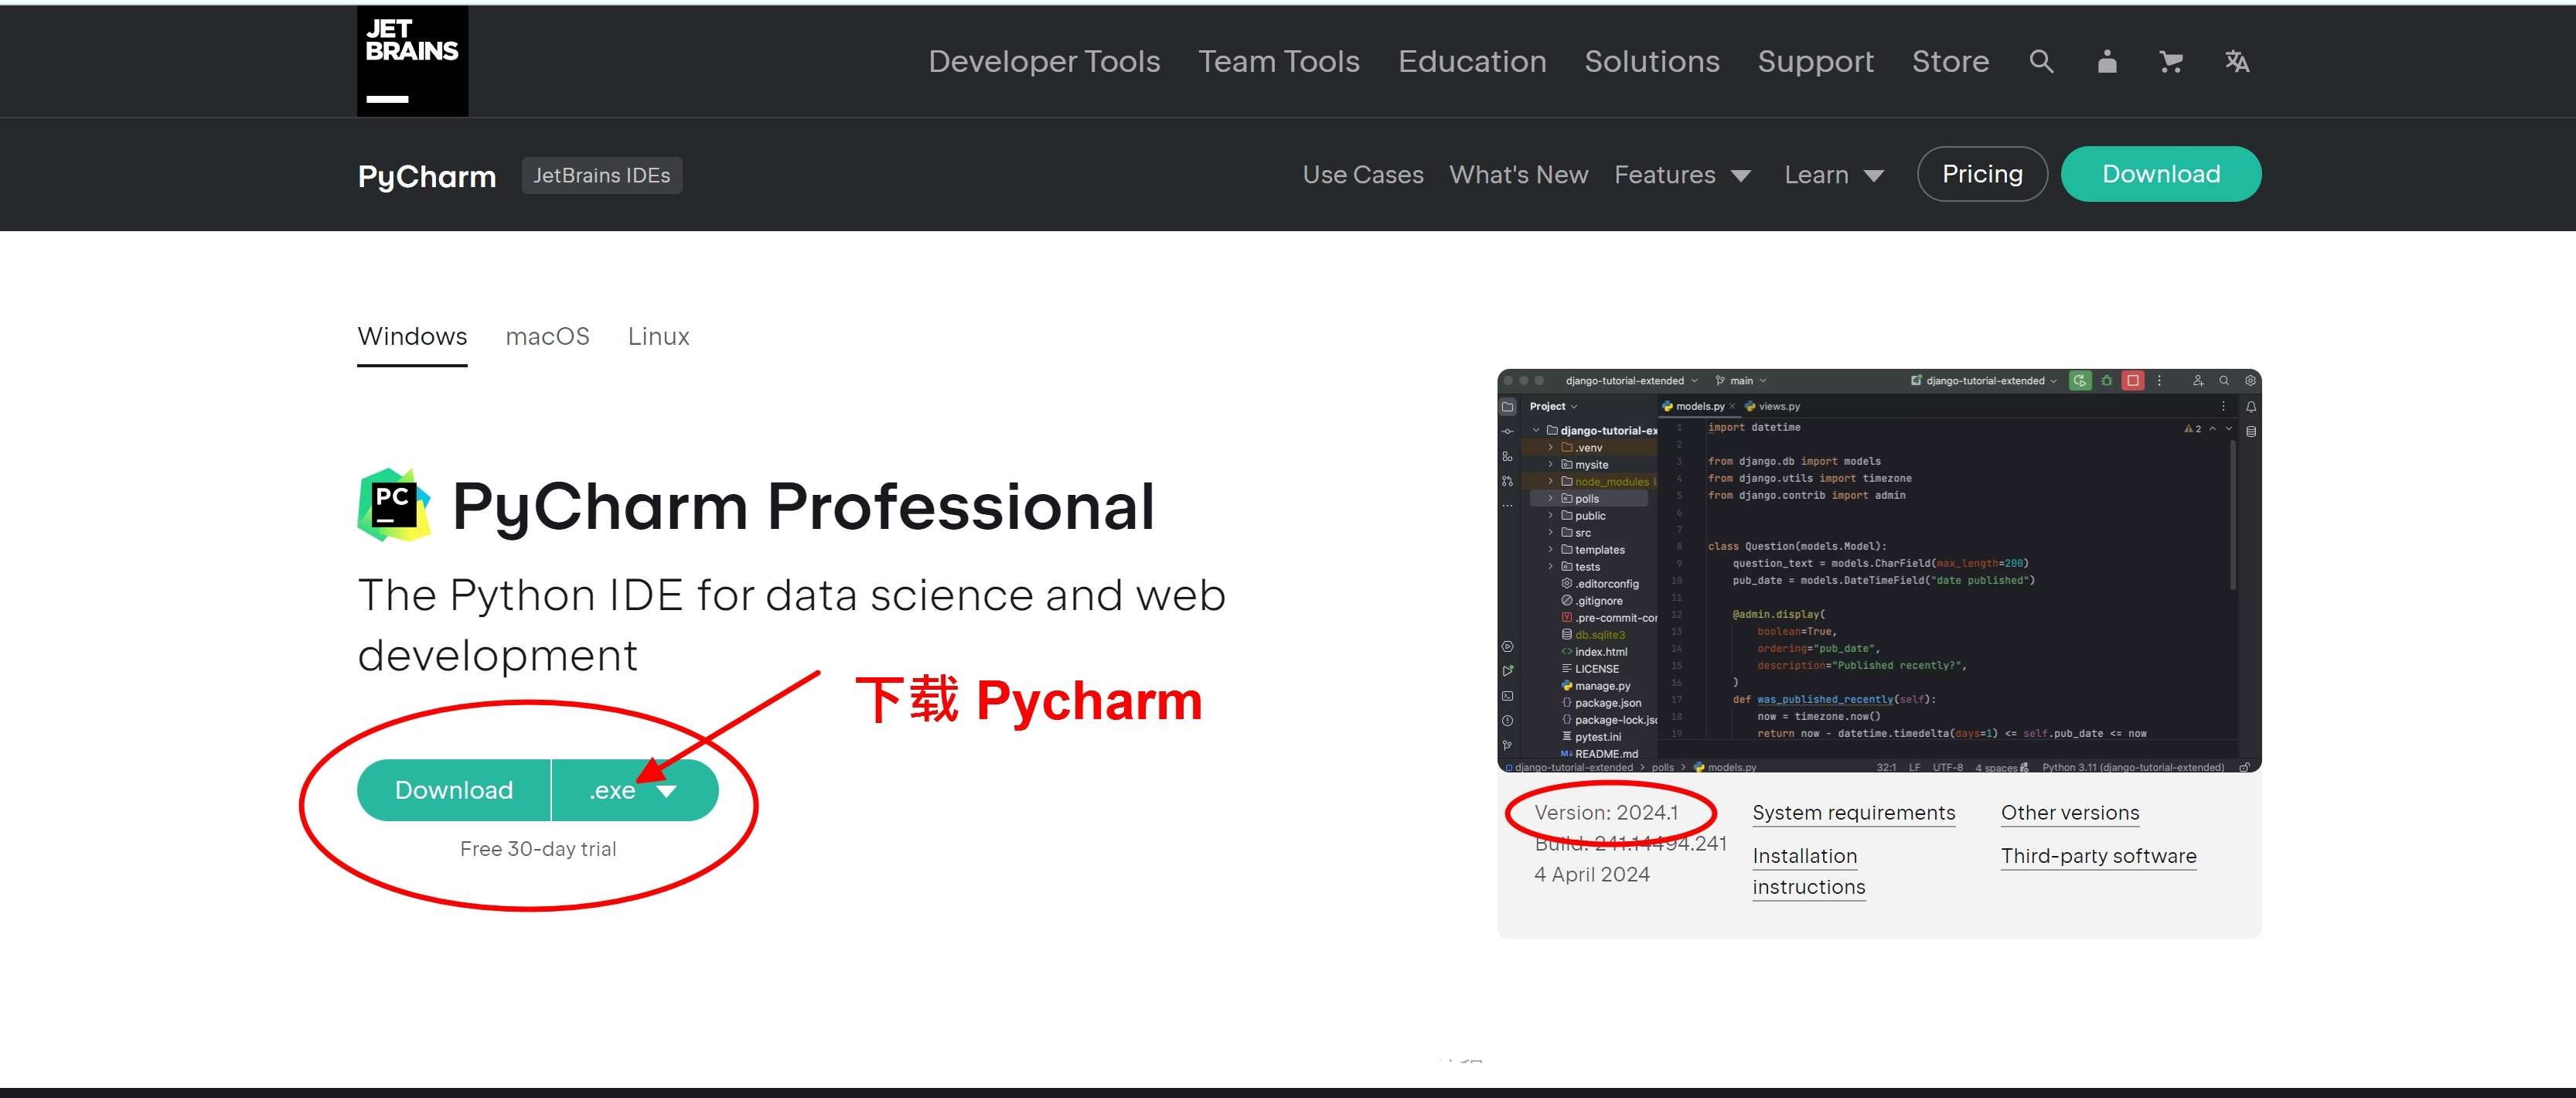 JET
BRAINS
Developer Tools Team Tools Education Solutions Support Store
PyCharm JetBrains IDEs Use Cases What's New Features Learn Pricing Download
Windows macOS Linux
PC PyCharm Professional
The Python IDE for data science and web
development
下载 Pycharm
Download .exe
Free 30-day trial
django-tutorial-extended main django-tutorial-extended
Project
models.py views.py
django-tutorial-ex
.venv
mysite
node_modules
polls
public
src
templates
tests
.editorconfig
.gitignore
.pre-commit-cor
db.sqlite3
index.html
LICENSE
manage.py
package.json
package-lock.jsc
pytest.ini
README.md
2
1 import datetime
2
3 from django.db import models
4 from django.utils import timezone
5 from django.contrib import admin
6
7
8 class Question(models.Model):
9 question_text = models.CharField(max_length=200)
10 pub_date = models.DateTimeField("date published")
11
12 @admin.display(
13 boolean=True,
14 ordering="pub_date",
15 description="Published recently?",
16 )
17 def was_published_recently(self):
18 now = timezone.now()
19 return now - datetime.timedelta(days=1) <= self.pub_date <= now
django-tutorial-extended > polls > models.py 32:1 LF UTF-8 4 spaces Python 3.11 (django-tutorial-extended)
Version: 2024.1
Build: 241.14494.241
4 April 2024
System requirements
Installation
instructions
Other versions
Third-party software